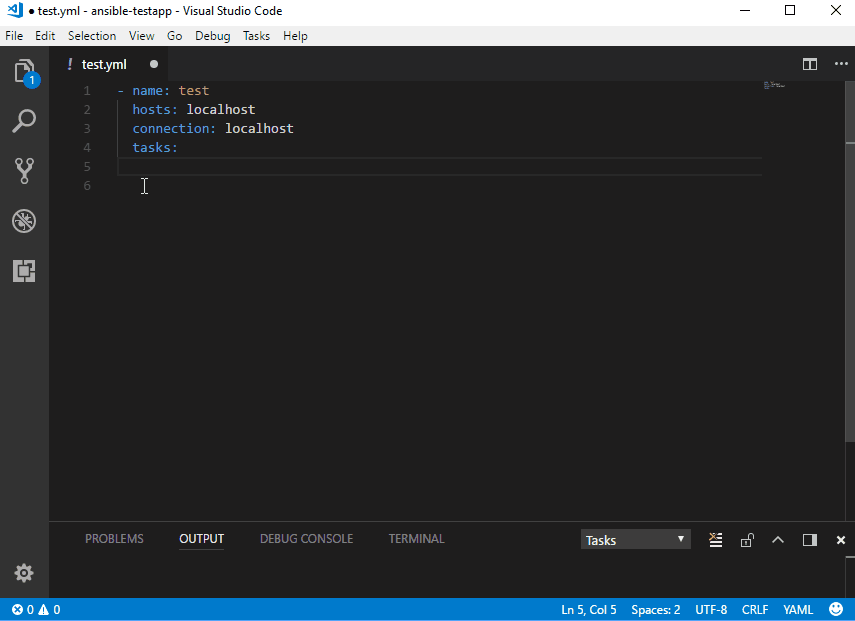 ● test.yml - ansible-testapp - Visual Studio Code
File Edit Selection View Go Debug Tasks Help
1
! test.yml ●
1 - name: test
2 hosts: localhost
3 connection: localhost
4 tasks:
5
6
PROBLEMS OUTPUT DEBUG CONSOLE TERMINAL Tasks
0 0 Ln 5, Col 5 Spaces: 2 UTF-8 CRLF YAML